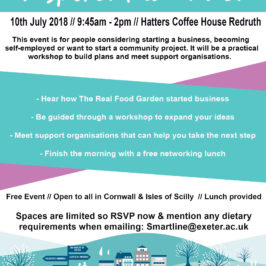 10th July 2018 // 9:45am - 2pm // Hatters Coffee House Redruth
This event is for people considering starting a business, becoming
self-employed or want to start a community project. It will be a practical
workshop to build plans and meet support organisations.
- Hear how The Real Food Garden started business
- Be guided through a workshop to expand your ideas
- Meet support organisations that can help you take the next step
- Finish the morning with a free networking lunch
Free Event // Open to all in Cornwall & Isles of Scilly // Lunch provided
Spaces are limited so RSVP now & mention any dietary
requirements when emailing: Smartline@exeter.ac.uk